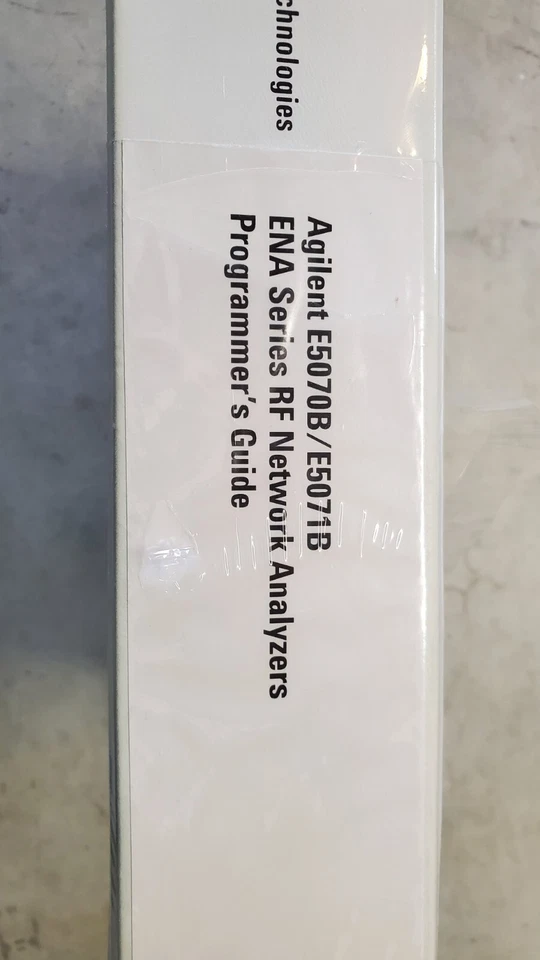 chnologies
Agilent E5070B/E5071B
ENA Series RF Network Analyzers
Programmer's Guide